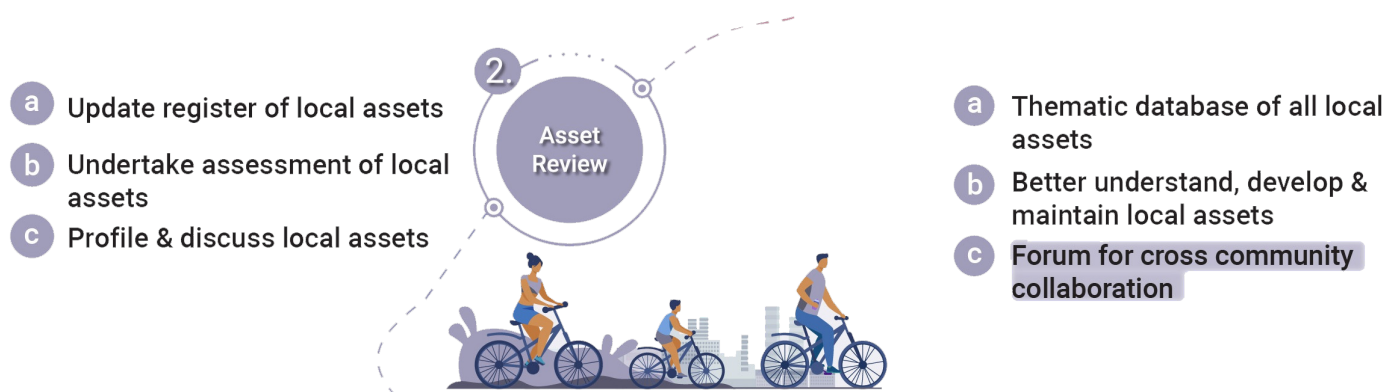 a Update register of local assets
b Undertake assessment of local
assets
c Profile & discuss local assets
2.
Asset
Review
a Thematic database of all local
assets
b Better understand, develop &
maintain local assets
c Forum for cross community
collaboration